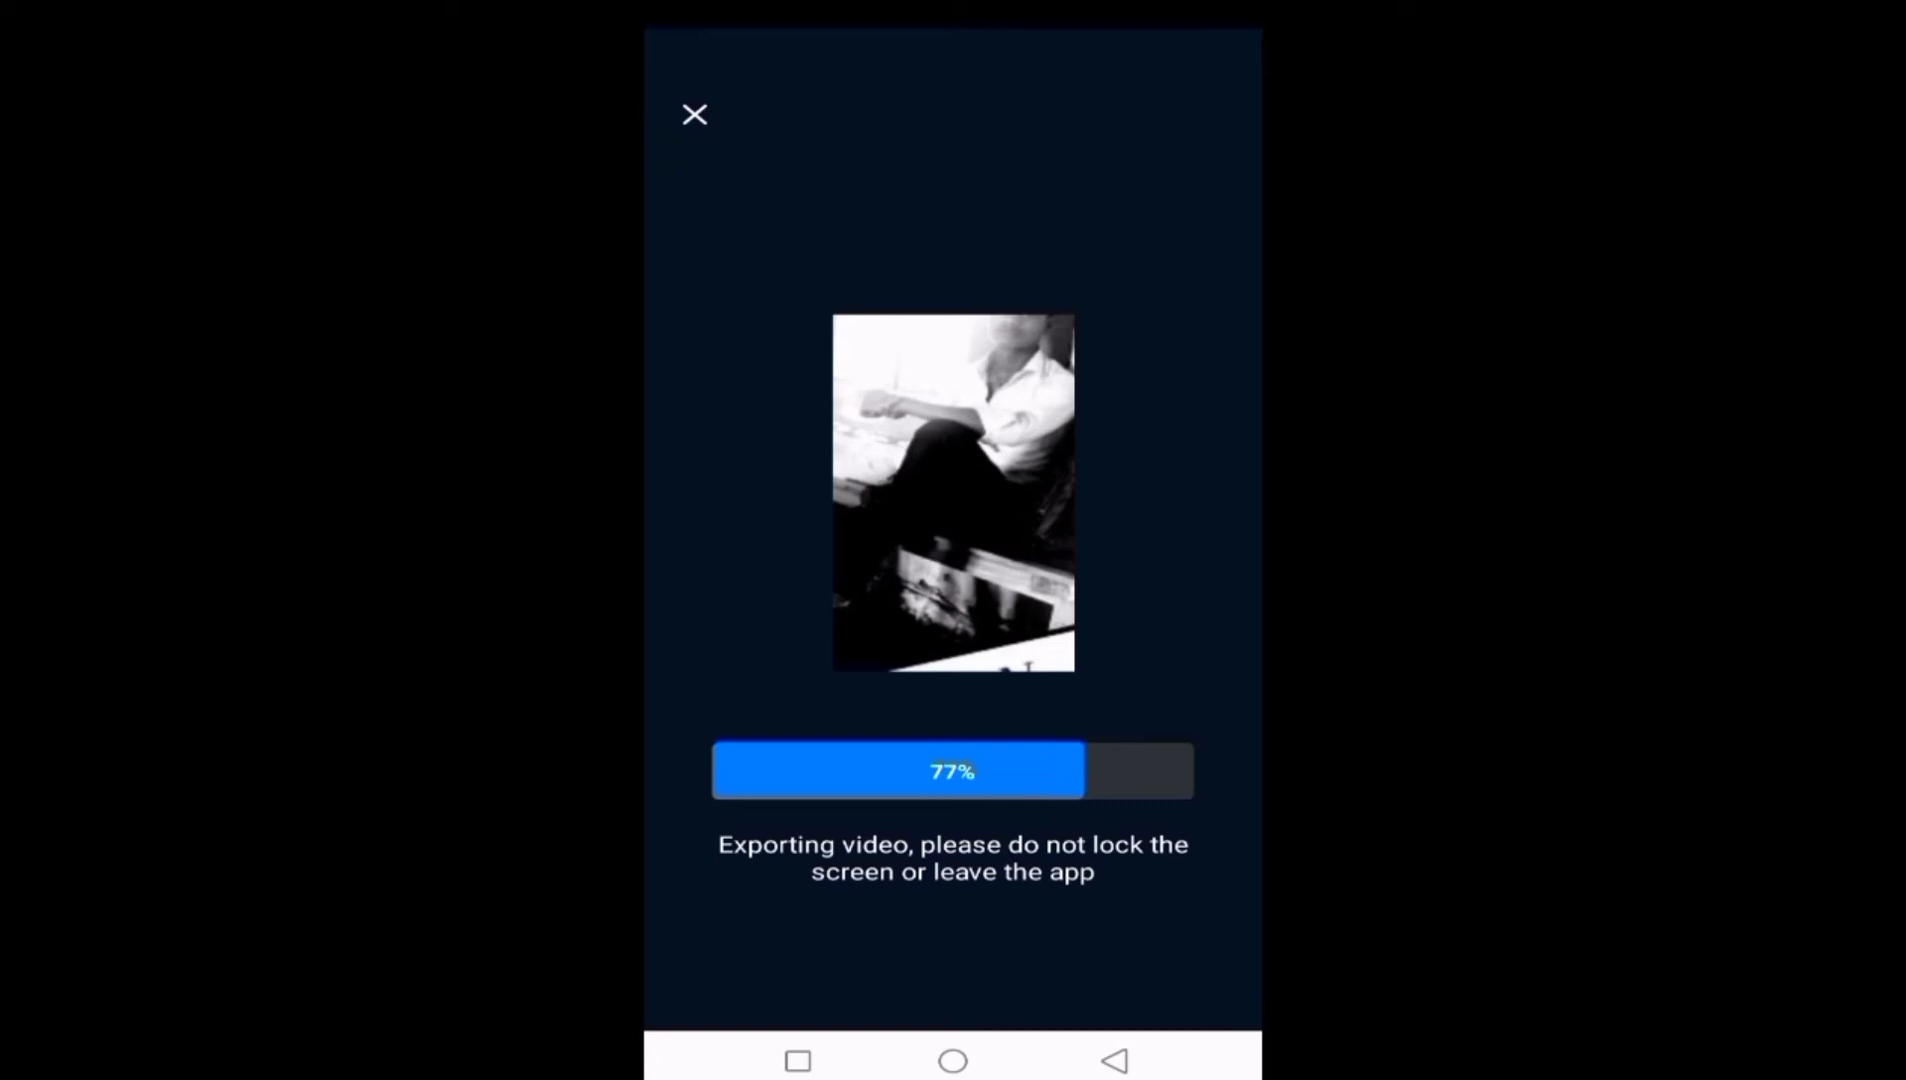 77%
Exporting video, please do not lock the
screen or leave the app